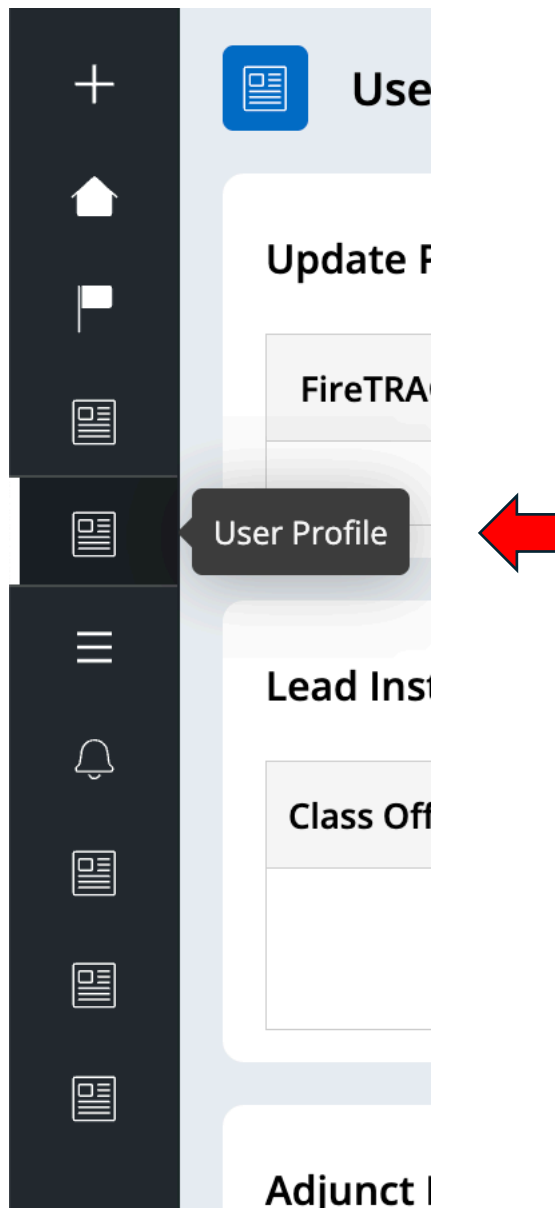 Use
Update
FireTRA
User Profile
Lead Inst
Class Off
Adjunct